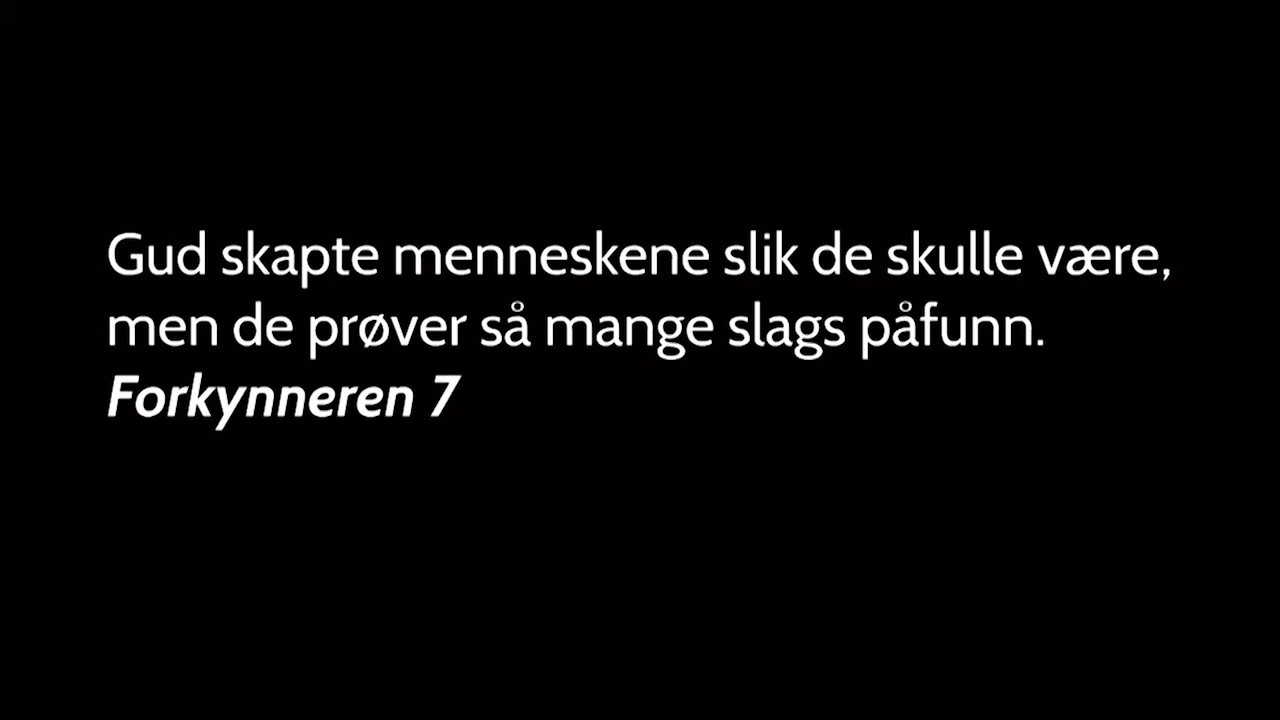 Gud skapte menneskene slik de skulle være,
men de prøver så mange slags påfunn.
Forkynneren 7